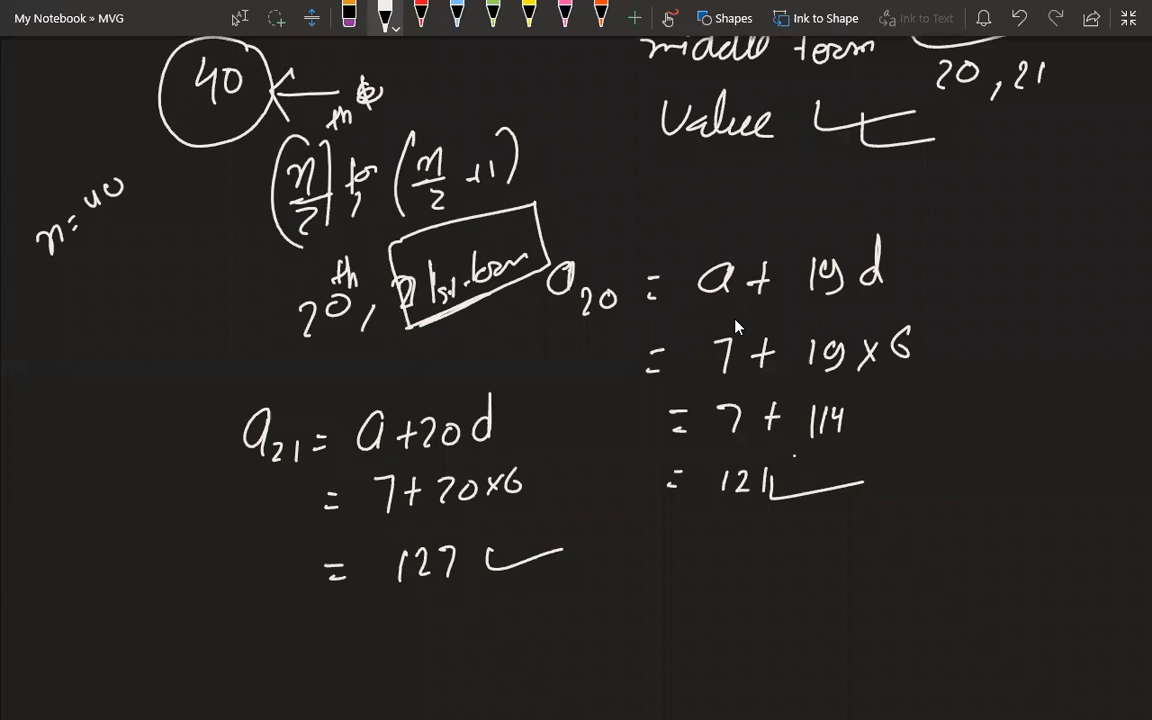 My Notebook » MVG
Shapes
Ink to Shape
Ink to Text
middle term
20, 21
40
Value
th
(n/2) (n/2 + 1)
n = 40
20th, 21st term
a20 = a + 19d
= 7 + 19 × 6
= 7 + 114
= 121
a21 = a + 20d
= 7 + 20 × 6
= 127